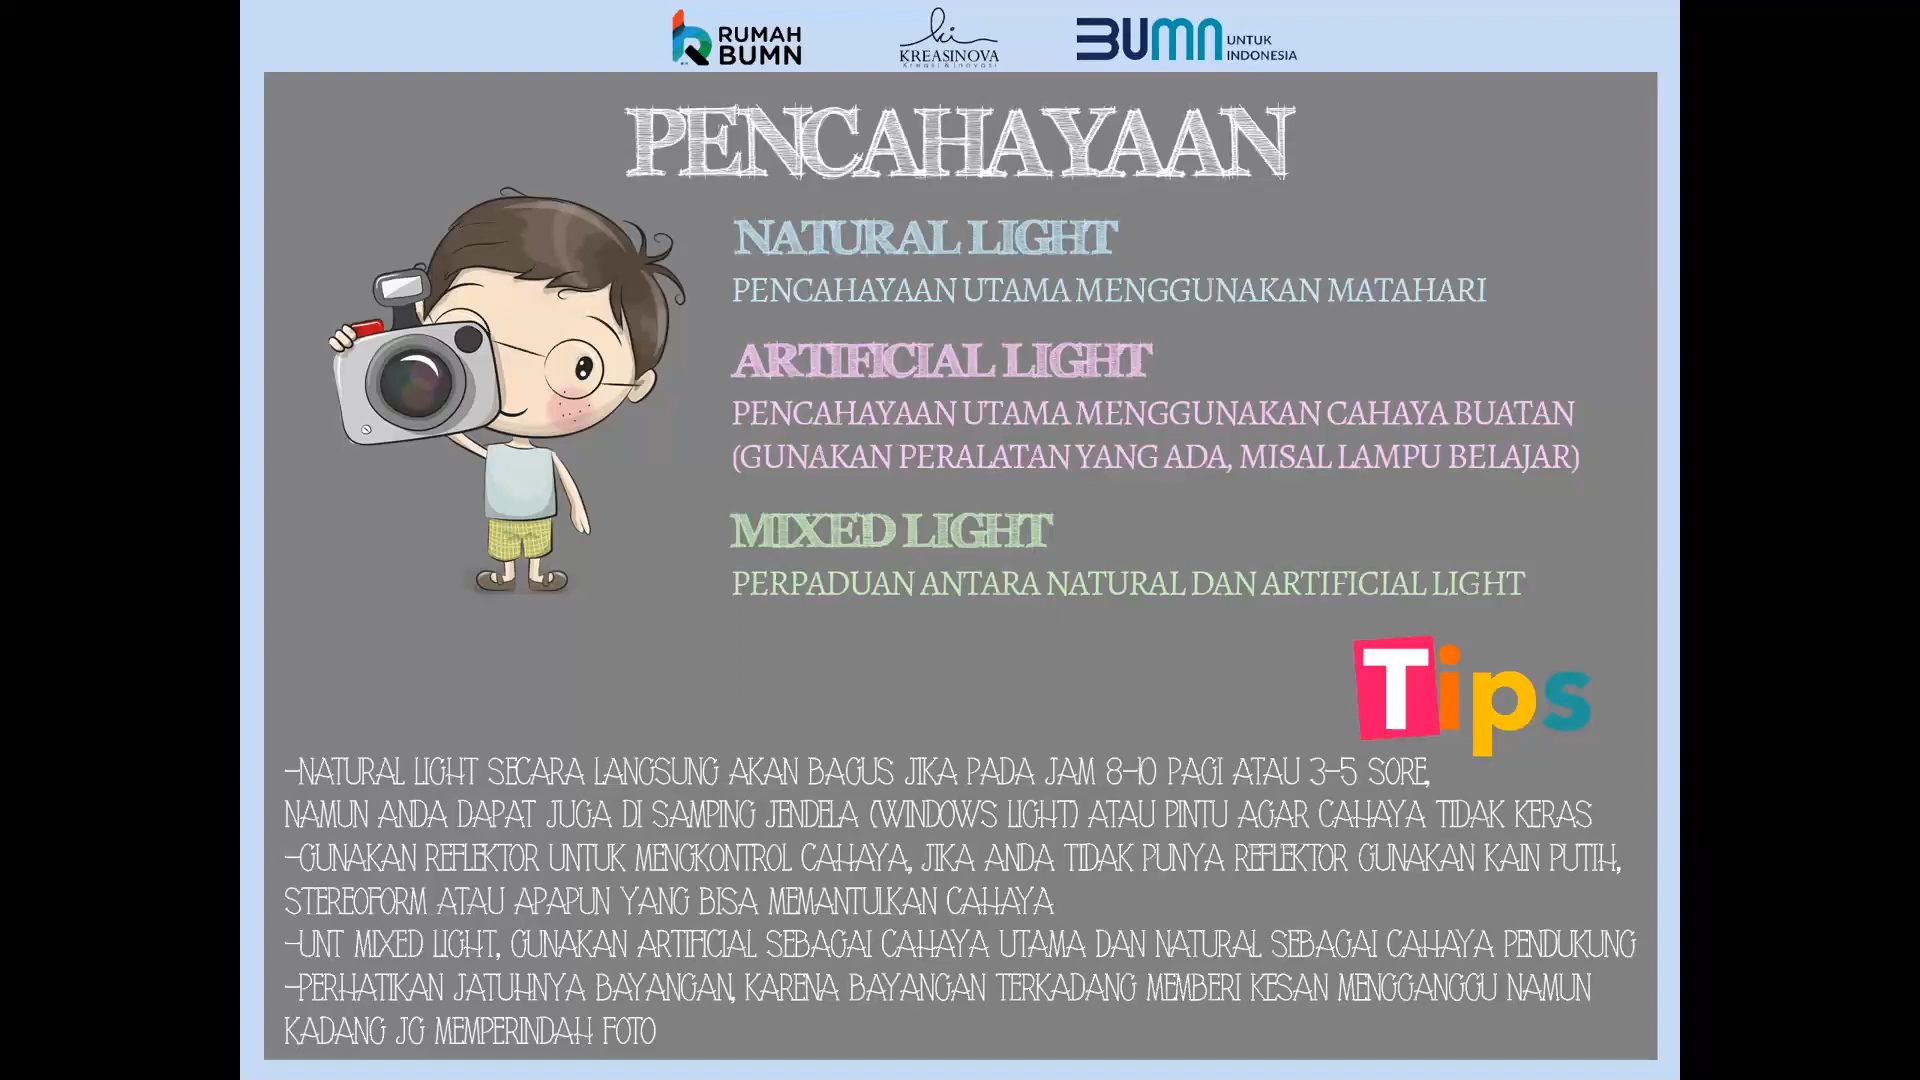 RUMAH BUMN
KREASINOVA
Kreasi & Inovasi
BUMN UNTUK INDONESIA
PENCAHAYAAN
NATURAL LIGHT
PENCAHAYAAN UTAMA MENGGUNAKAN MATAHARI
ARTIFICIAL LIGHT
PENCAHAYAAN UTAMA MENGGUNAKAN CAHAYA BUATAN
(GUNAKAN PERALATAN YANG ADA, MISAL LAMPU BELAJAR)
MIXED LIGHT
PERPADUAN ANTARA NATURAL DAN ARTIFICIAL LIGHT
Tips
-NATURAL LIGHT SECARA LANGSUNG AKAN BAGUS JIKA PADA JAM 8-10 PAGI ATAU 3-5 SORE,
NAMUN ANDA DAPAT JUGA DI SAMPING JENDELA (WINDOWS LIGHT) ATAU PINTU AGAR CAHAYA TIDAK KERAS
-GUNAKAN REFLEKTOR UNTUK MENGKONTROL CAHAYA, JIKA ANDA TIDAK PUNYA REFLEKTOR GUNAKAN KAIN PUTIH,
STEREOFORM ATAU APAPUN YANG BISA MEMANTULKAN CAHAYA
-UNT MIXED LIGHT, GUNAKAN ARTIFICIAL SEBAGAI CAHAYA UTAMA DAN NATURAL SEBAGAI CAHAYA PENDUKUNG
-PERHATIKAN JATUHNYA BAYANGAN, KARENA BAYANGAN TERKADANG MEMBERI KESAN MENGGANGGU NAMUN
KADANG JG MEMPERINDAH FOTO